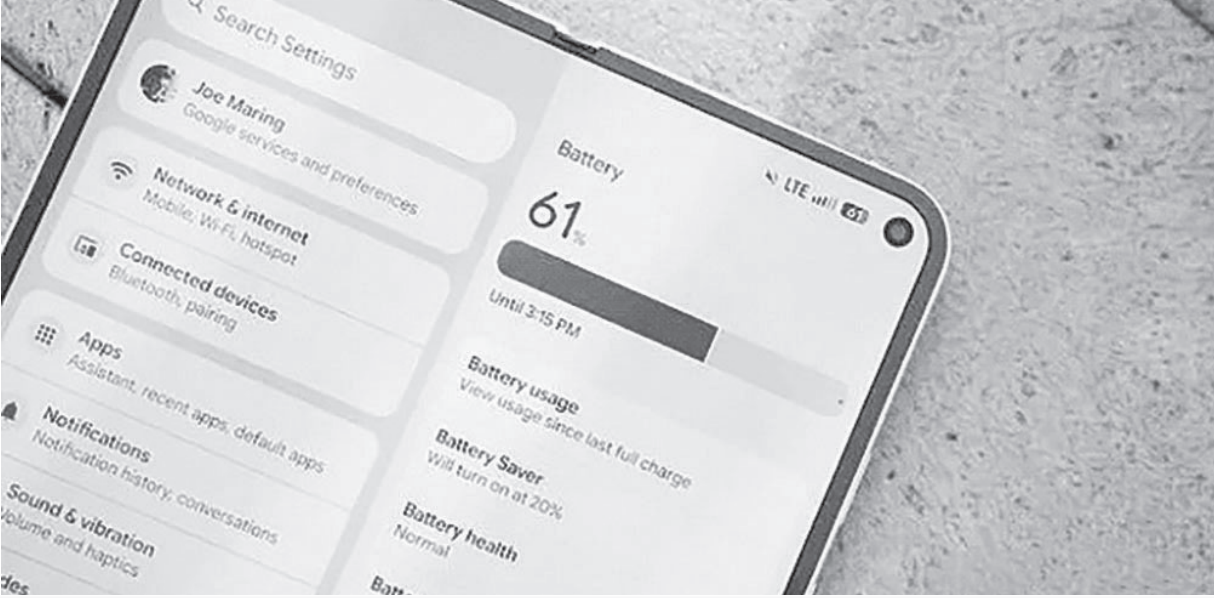 Search Settings
Joe Maring
Google services and preferences
Network & internet
Mobile, Wi-Fi, hotspot
Connected devices
Bluetooth, pairing
Apps
Assistant, recent apps, default apps
Notifications
Notification history, conversations
Sound & vibration
Volume and haptics
des
LTE 61
Battery
61%
Until 3:15 PM
Battery usage
View usage since last full charge
Battery Saver
Will turn on at 20%
Battery health
Normal